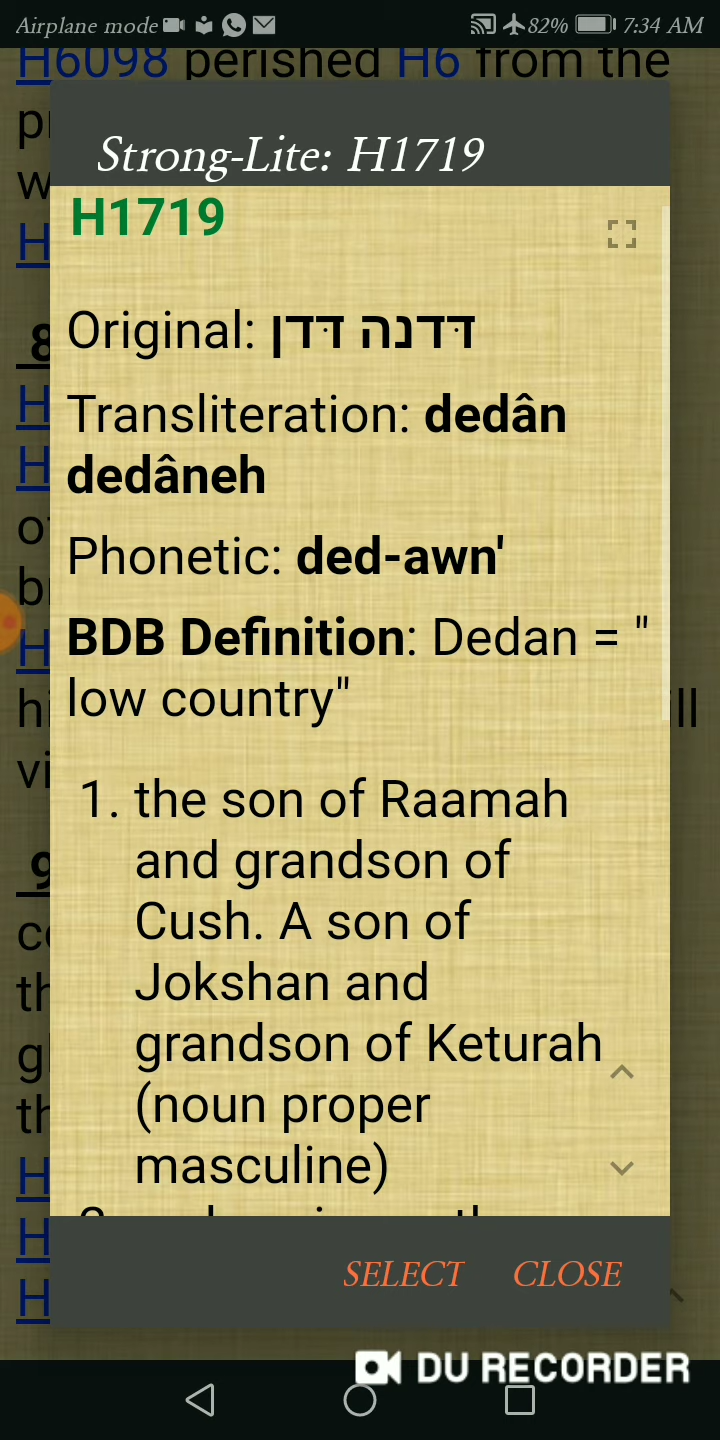 Airplane mode 82% 7:34 AM
H6098 perished H6 from the
Strong-Lite: H1719
H1719
Original: דּדנה דּדן
Transliteration: dedân
dedâneh
Phonetic: ded-awn'
BDB Definition: Dedan = "
low country"
1. the son of Raamah
and grandson of
Cush. A son of
Jokshan and
grandson of Keturah
(noun proper
masculine)
SELECT CLOSE
DU RECORDER